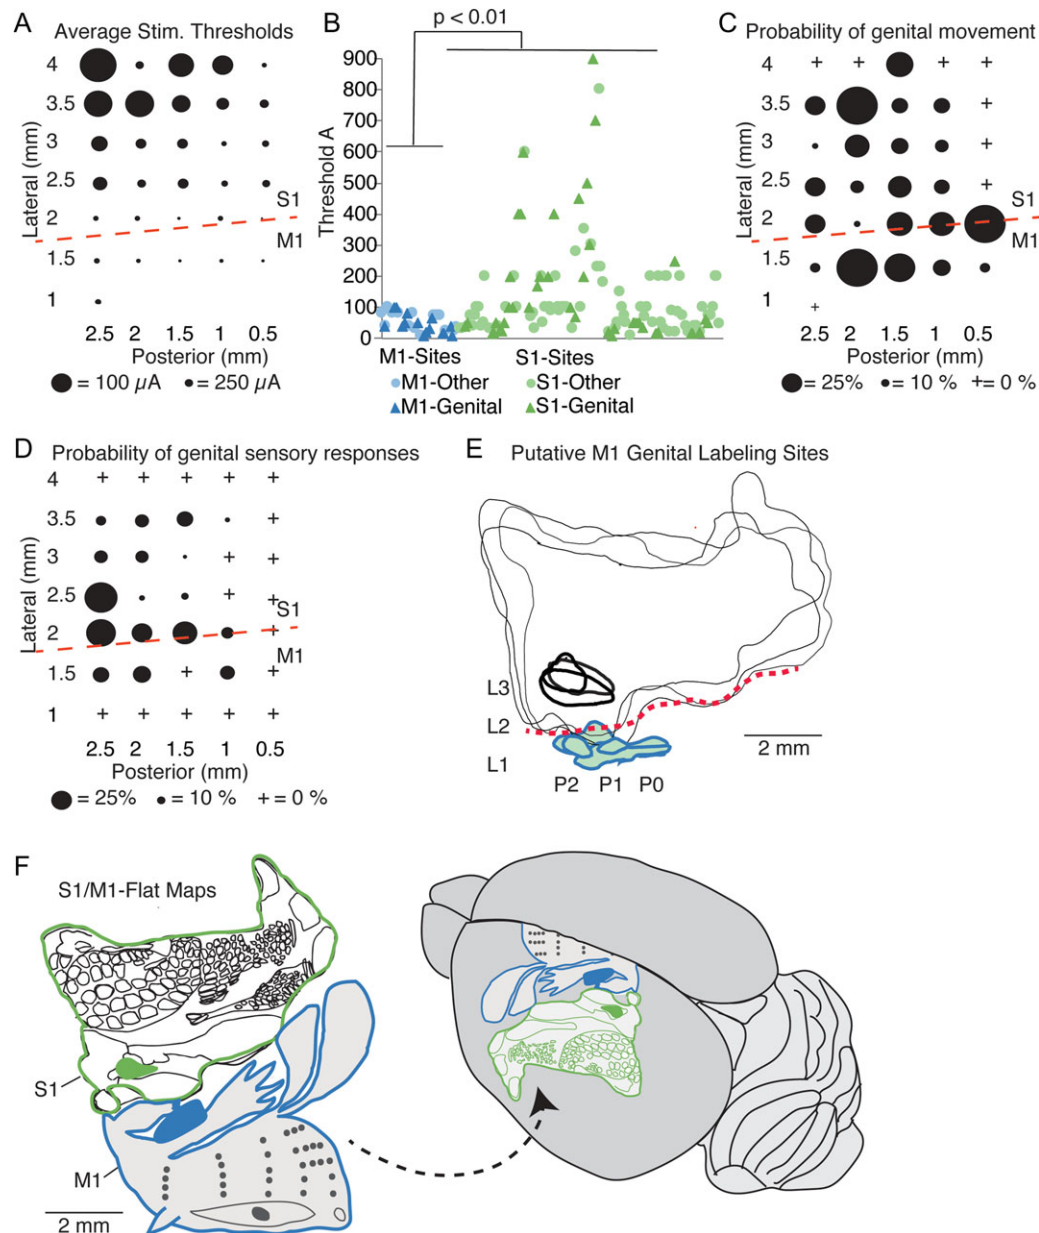 A
Average Stim. Thresholds
4
3.5
3
2.5
2
1.5
1
Lateral (mm)
S1
M1
2.5 2 1.5 1 0.5
Posterior (mm)
= 100 µA = 250 µA
B
p < 0.01
Threshold A
900
800
700
600
500
400
300
200
100
0
M1-Sites S1-Sites
M1-Other S1-Other
M1-Genital S1-Genital
C
Probability of genital movement
4 + + + +
3.5 +
3 +
2.5 +
2
1.5
1 +
Lateral (mm)
S1
M1
2.5 2 1.5 1 0.5
Posterior (mm)
= 25% = 10 % += 0 %
D
Probability of genital sensory responses
4 + + + + +
3.5 +
3 + +
2.5 + +
2 +
1.5 + +
1 + + + + +
Lateral (mm)
S1
M1
2.5 2 1.5 1 0.5
Posterior (mm)
= 25% = 10 % + = 0 %
E
Putative M1 Genital Labeling Sites
L3
L2
L1
P2 P1 P0
2 mm
F
S1/M1-Flat Maps
S1
M1
2 mm